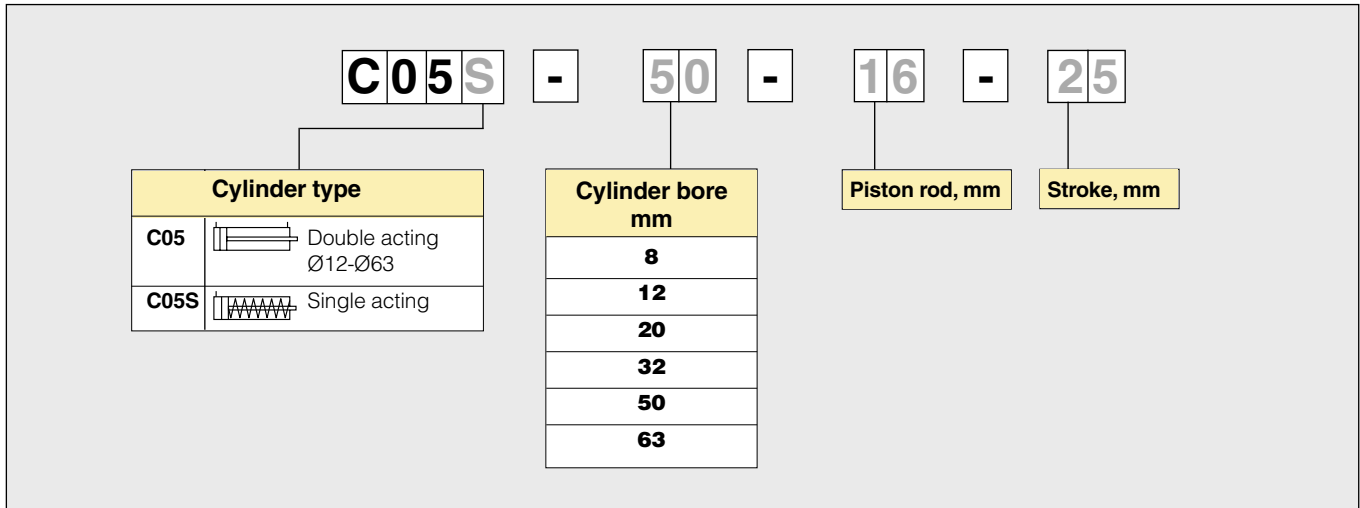 C05S - 50 - 16 - 25
Cylinder type
C05 Double acting
Ø12-Ø63
C05S Single acting
Cylinder bore
mm
8
12
20
32
50
63
Piston rod, mm
Stroke, mm